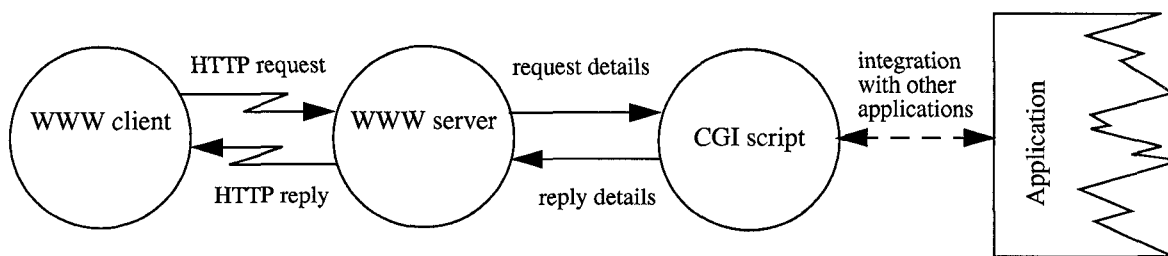 HTTP request
WWW client
HTTP reply
WWW server
request details
reply details
CGI script
integration
with other
applications
Application